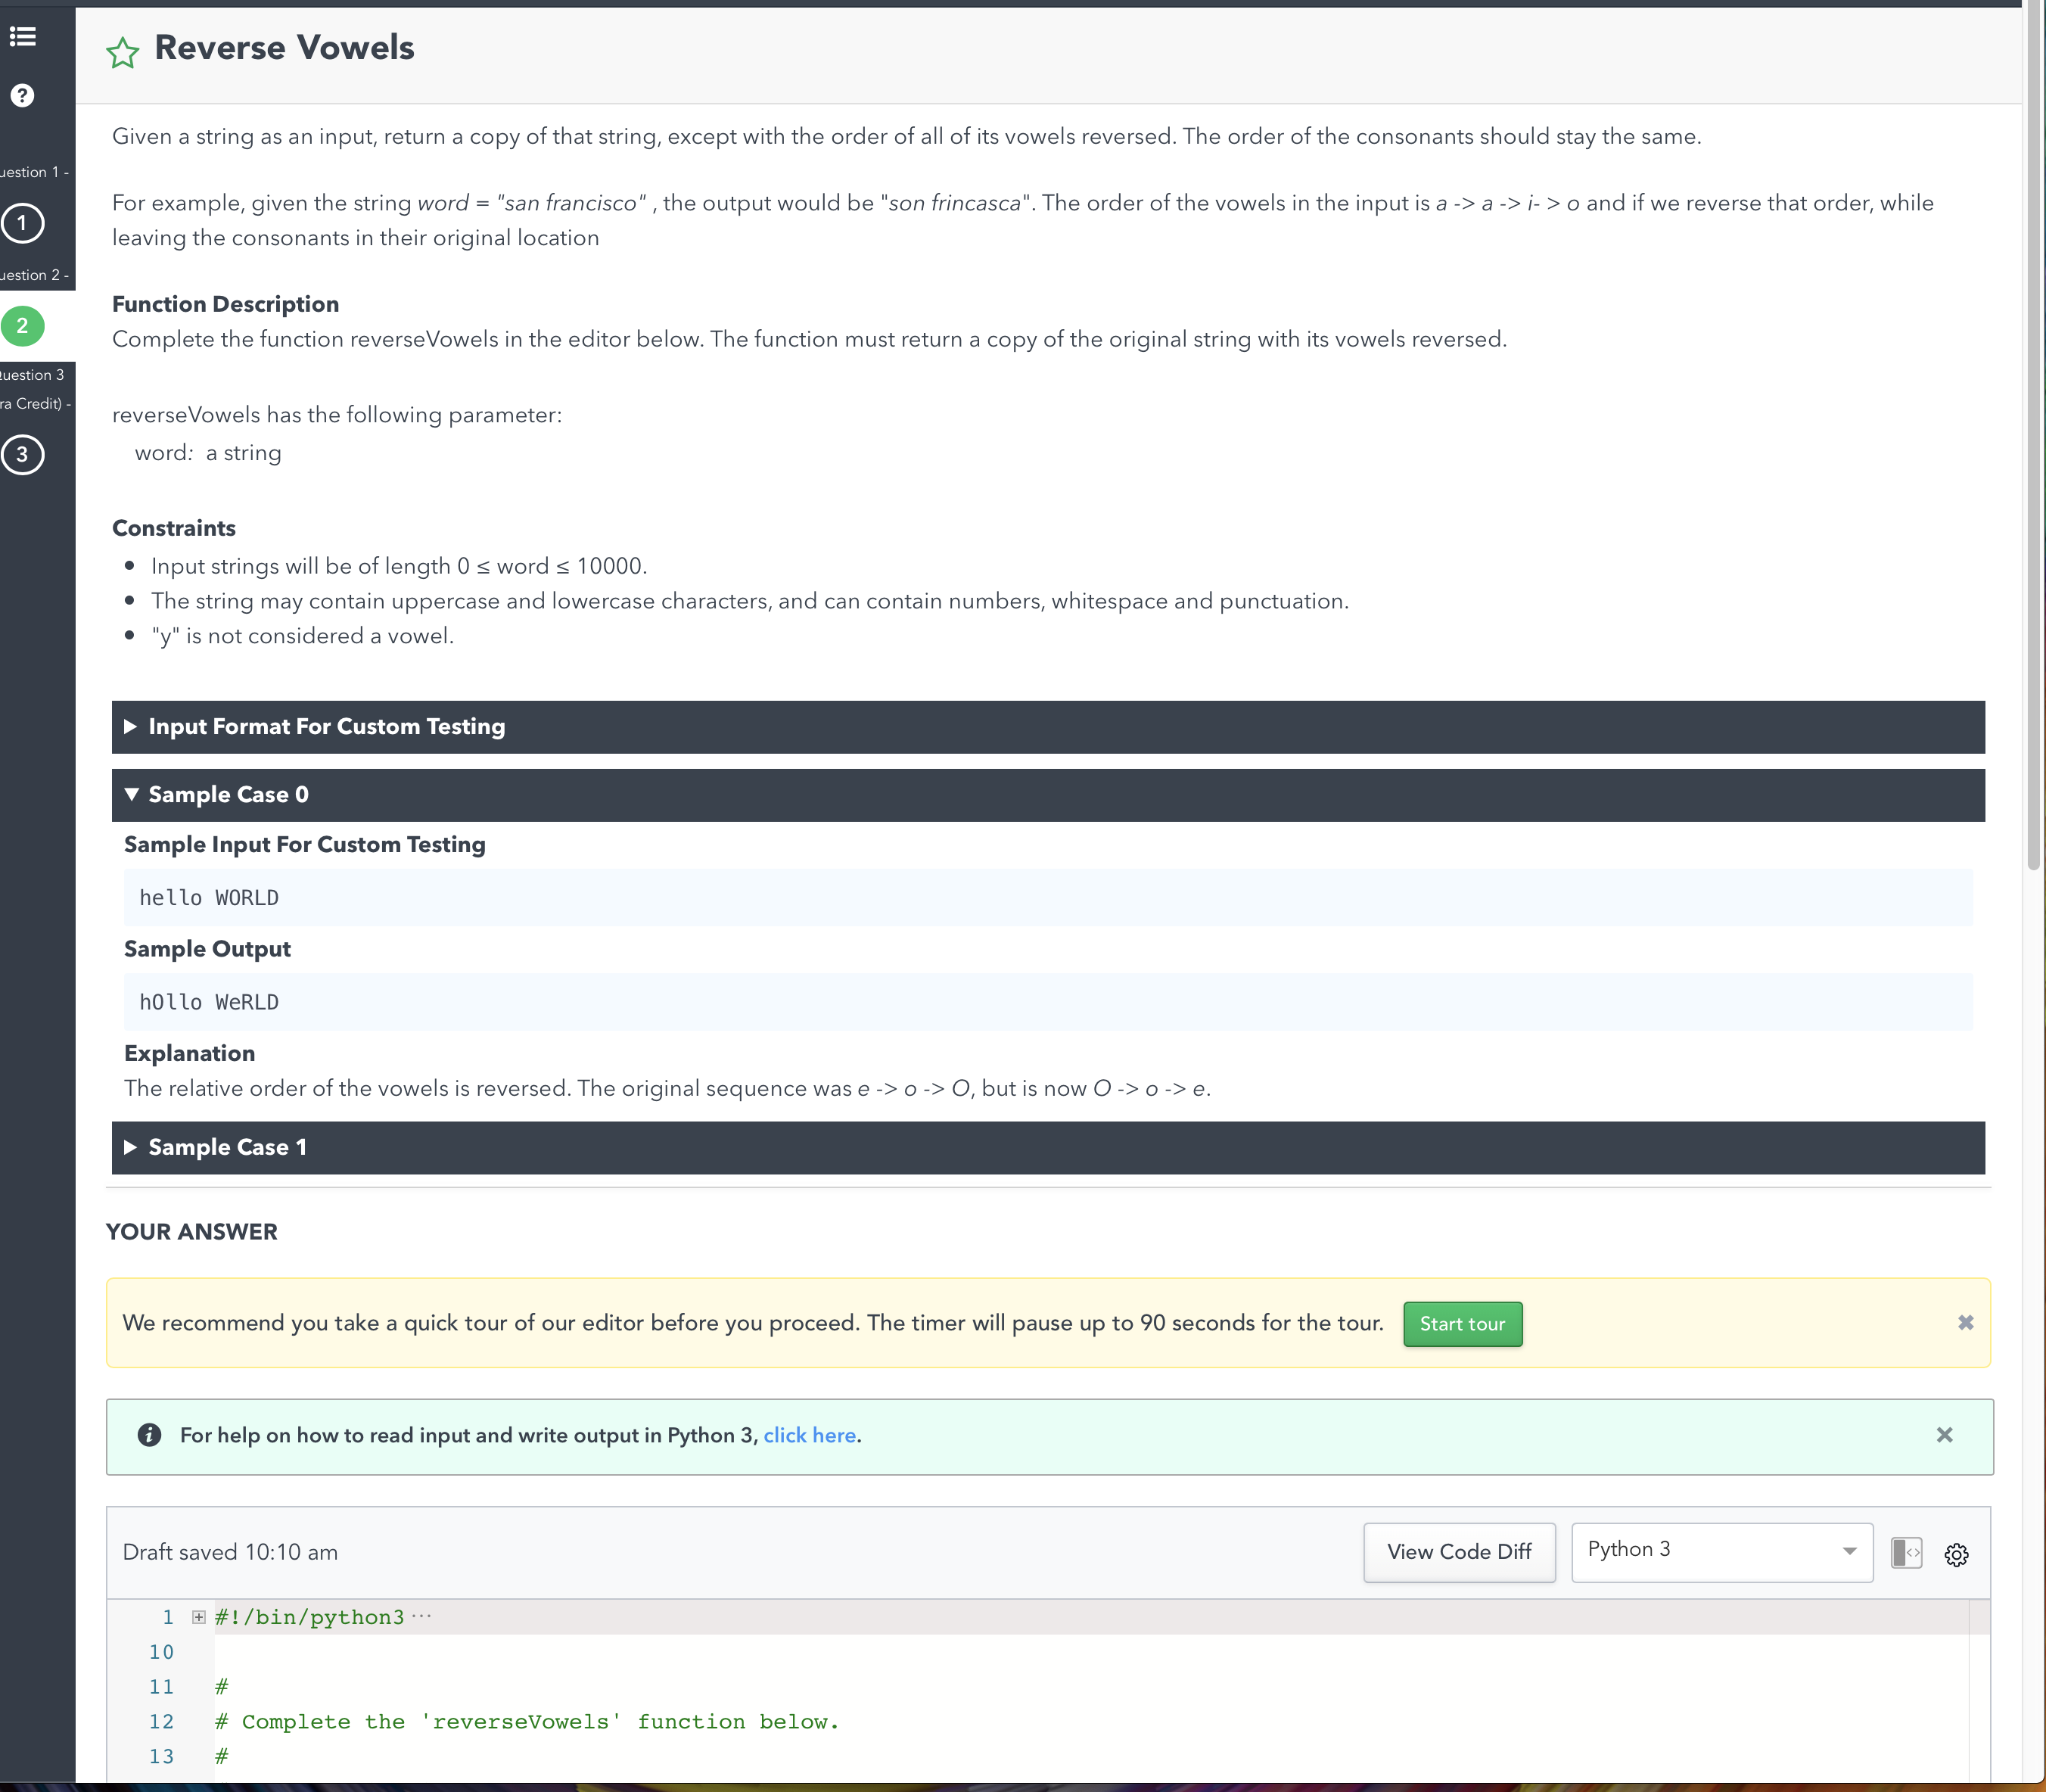 Reverse Vowels
?
uestion 1 -
1
uestion 2 -
2
uestion 3
ra Credit) -
3
Given a string as an input, return a copy of that string, except with the order of all of its vowels reversed. The order of the consonants should stay the same.
For example, given the string word = "san francisco" , the output would be "son frincasca". The order of the vowels in the input is a -> a -> i- > o and if we reverse that order, while
leaving the consonants in their original location
Function Description
Complete the function reverseVowels in the editor below. The function must return a copy of the original string with its vowels reversed.
reverseVowels has the following parameter:
word: a string
Constraints
• Input strings will be of length 0 ≤ word ≤ 10000.
• The string may contain uppercase and lowercase characters, and can contain numbers, whitespace and punctuation.
• "y" is not considered a vowel.
▶ Input Format For Custom Testing
▼ Sample Case 0
Sample Input For Custom Testing
hello WORLD
Sample Output
hOllo WeRLD
Explanation
The relative order of the vowels is reversed. The original sequence was e -> o -> O, but is now O -> o -> e.
▶ Sample Case 1
YOUR ANSWER
We recommend you take a quick tour of our editor before you proceed. The timer will pause up to 90 seconds for the tour. Start tour
For help on how to read input and write output in Python 3, click here.
Draft saved 10:10 am View Code Diff Python 3
1 #!/bin/python3 ···
10
11 #
12 # Complete the 'reverseVowels' function below.
13 #